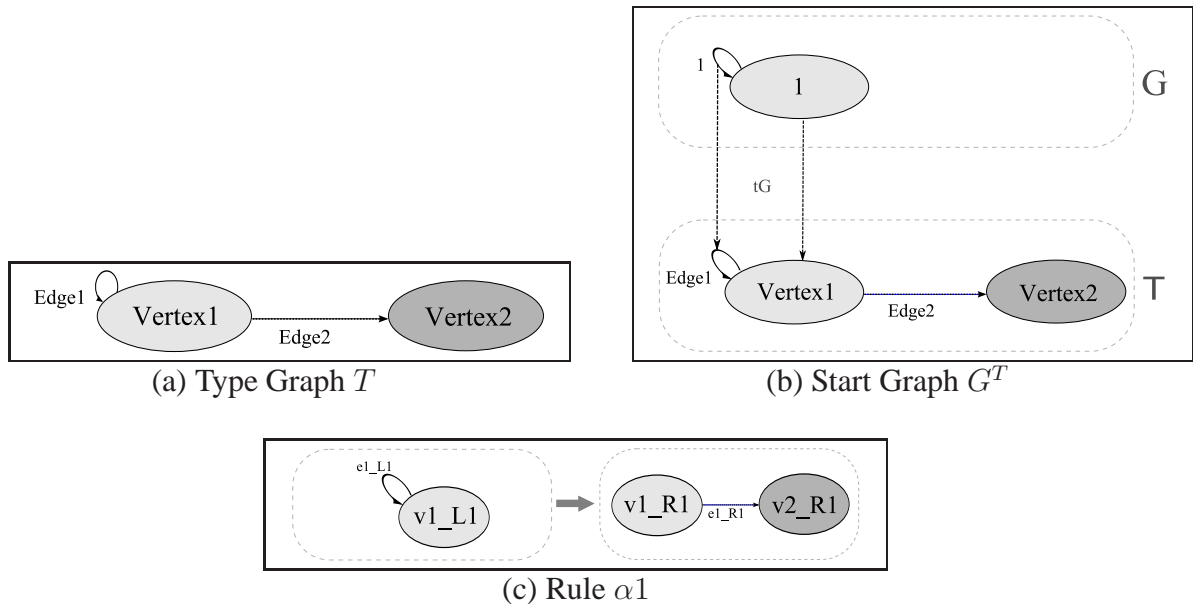 Edge1
Vertex1
Edge2
Vertex2
(a) Type Graph T
1
1
G
tG
Edge1
Vertex1
Edge2
Vertex2
T
(b) Start Graph G^T
e1_L1
v1_L1
v1_R1
e1_R1
v2_R1
(c) Rule α1